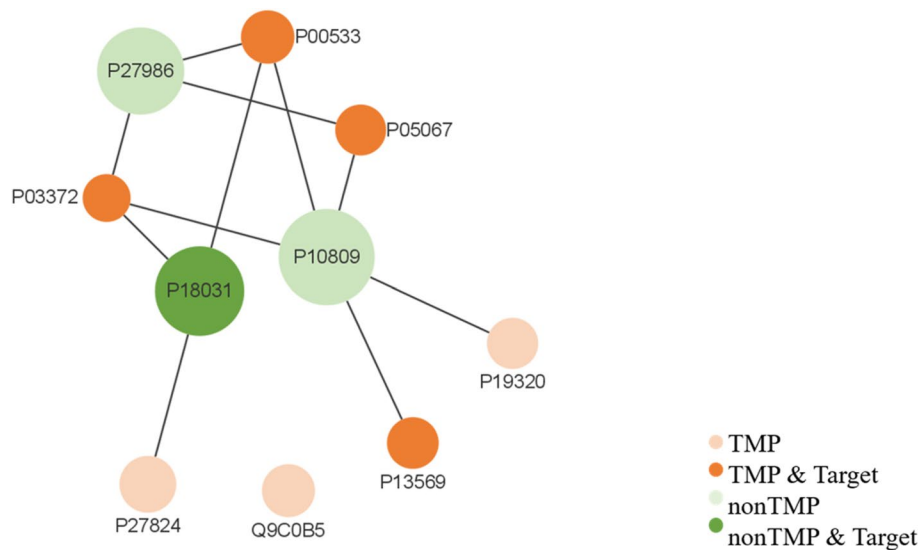 P00533
P27986
P05067
P03372
P10809
P18031
P19320
P13569
P27824
Q9C0B5
TMP
TMP & Target
nonTMP
nonTMP & Target